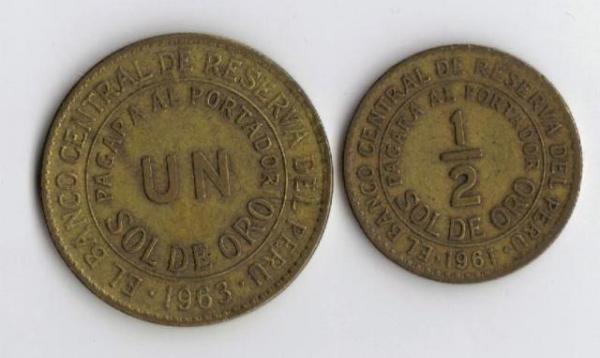 EL BANCO CENTRAL DE RESERVA DEL PERU
PAGARA AL PORTADOR
UN
SOL DE ORO
· 1963 ·
EL BANCO CENTRAL DE RESERVA DEL PERU
PAGARA AL PORTADOR
1/2
SOL DE ORO
· 1961 ·